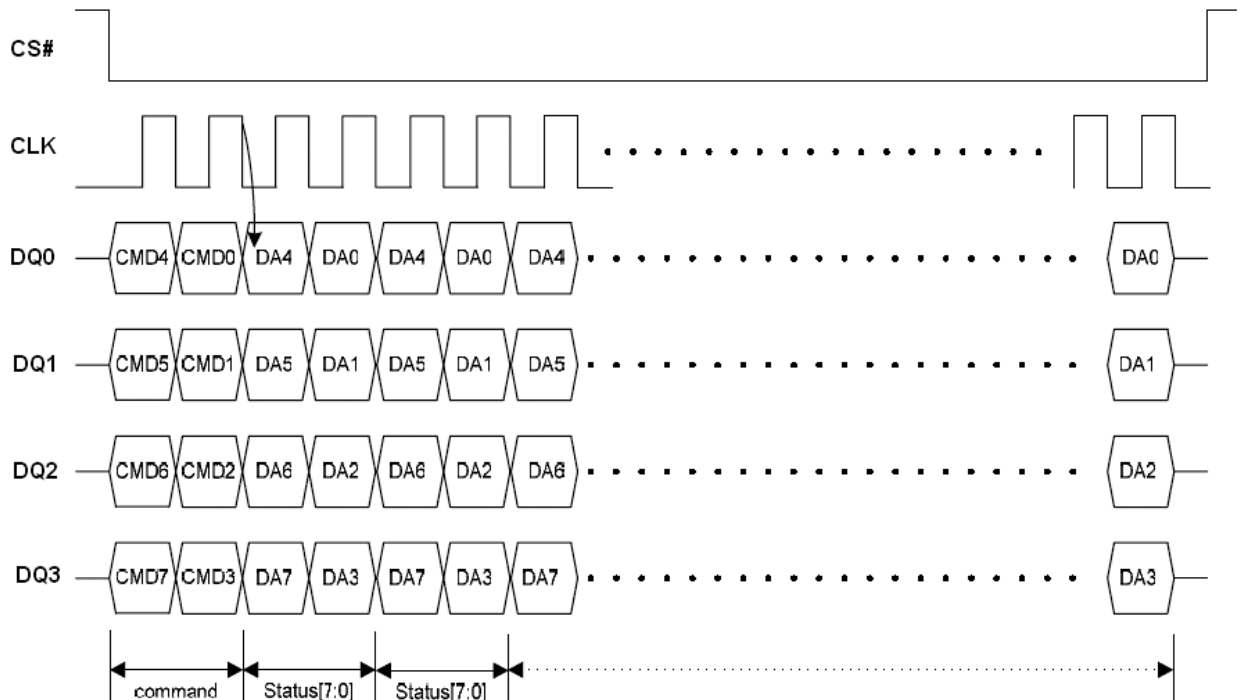 CS#
CLK
DQ0 CMD4 CMD0 DA4 DA0 DA4 DA0 DA4 DA0
DQ1 CMD5 CMD1 DA5 DA1 DA5 DA1 DA5 DA1
DQ2 CMD6 CMD2 DA6 DA2 DA6 DA2 DA6 DA2
DQ3 CMD7 CMD3 DA7 DA3 DA7 DA3 DA7 DA3
command Status[7:0] Status[7:0]